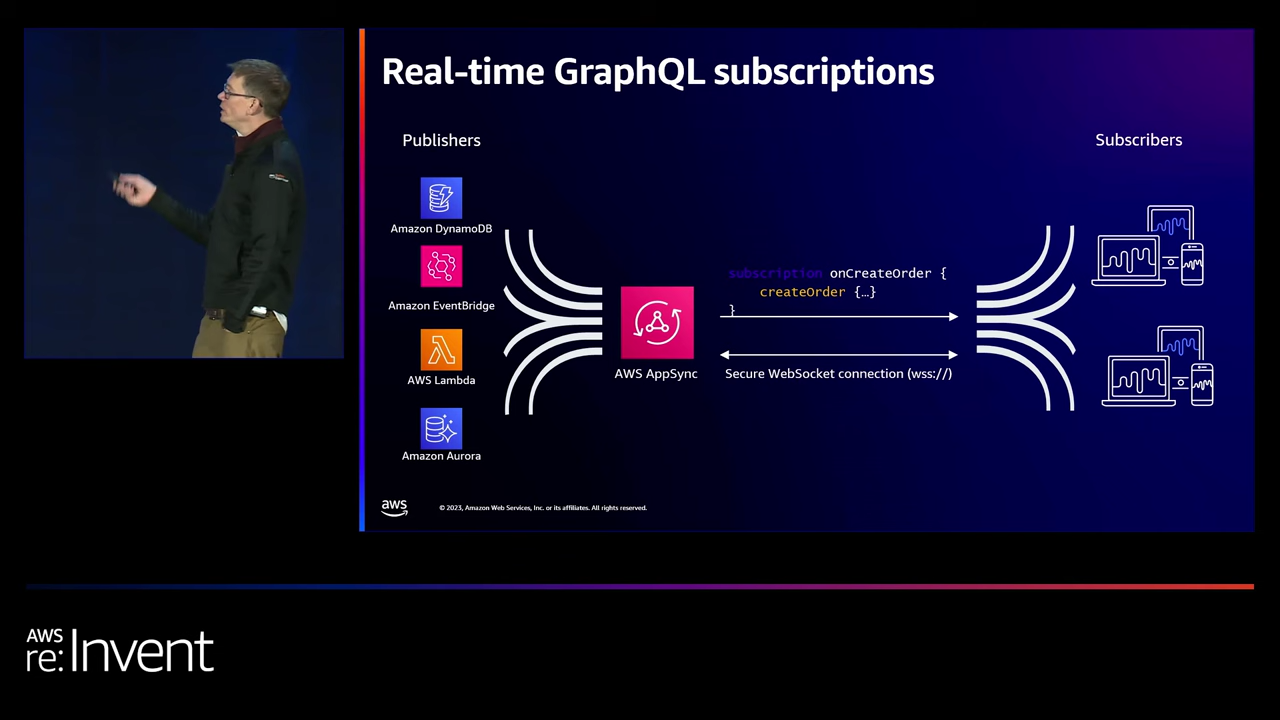 Real-time GraphQL subscriptions
Publishers
Subscribers
Amazon DynamoDB
Amazon EventBridge
AWS Lambda
Amazon Aurora
AWS AppSync
subscription onCreateOrder {
createOrder {…}
}
Secure WebSocket connection (wss://)
aws
© 2023, Amazon Web Services, Inc. or its affiliates. All rights reserved.
AWS
re:Invent